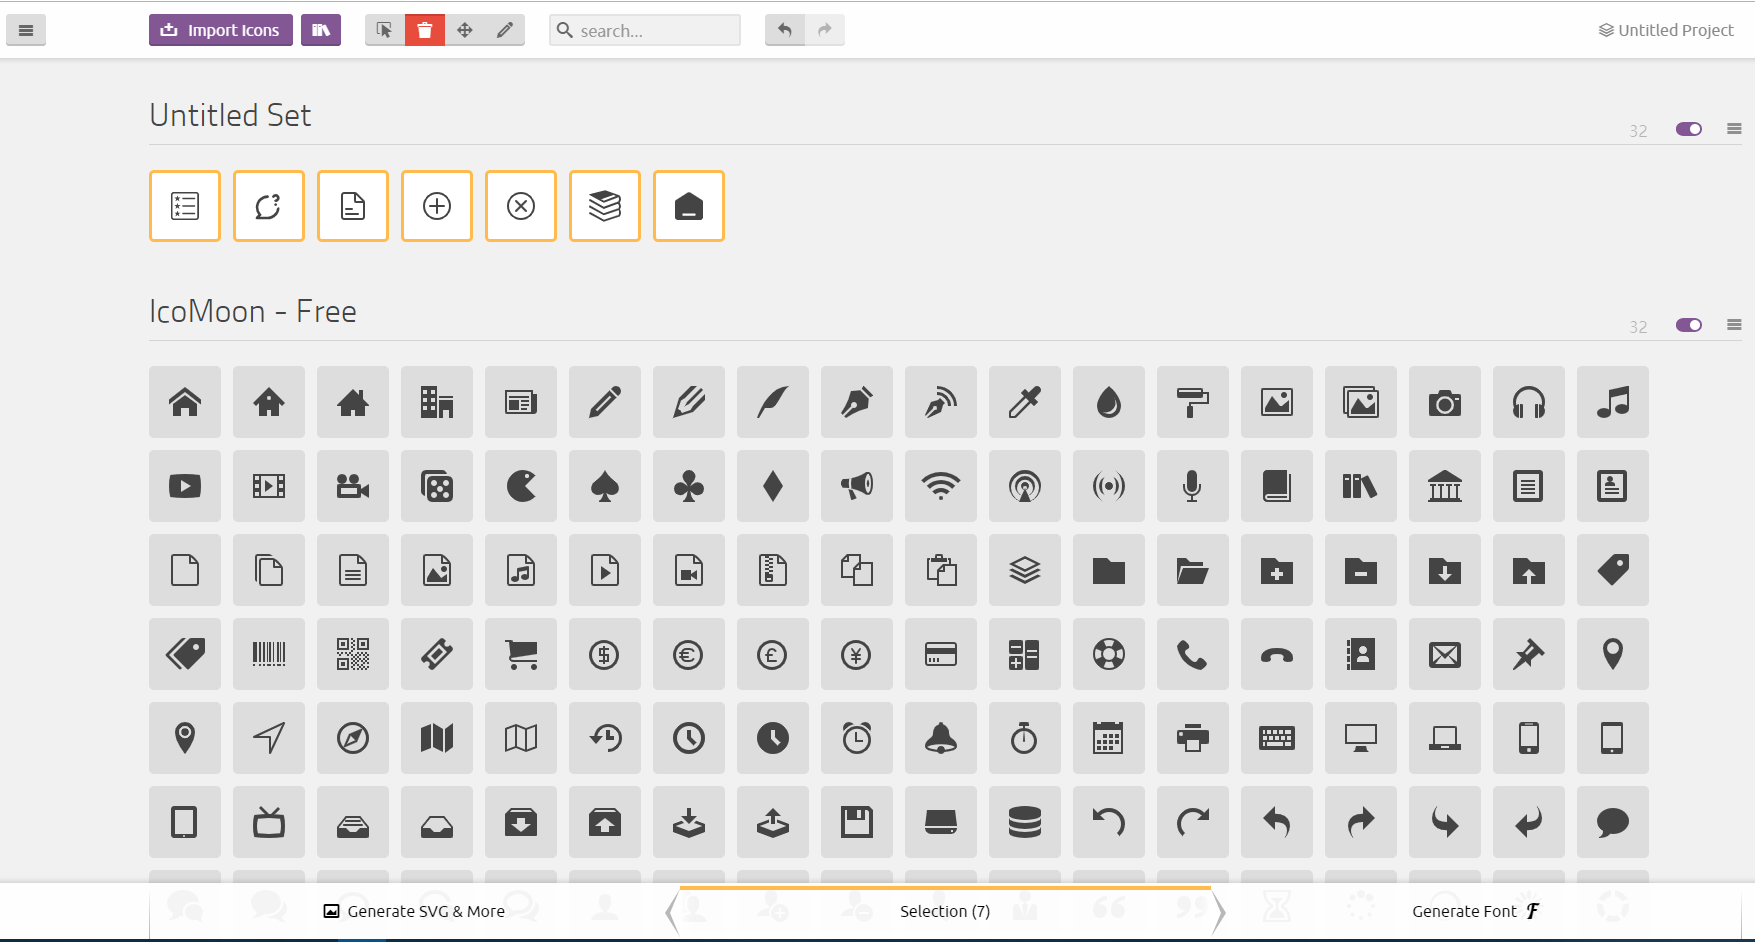 Import Icons
search...
Untitled Project
Untitled Set
32
IcoMoon - Free
32
Generate SVG & More
Selection (7)
Generate Font